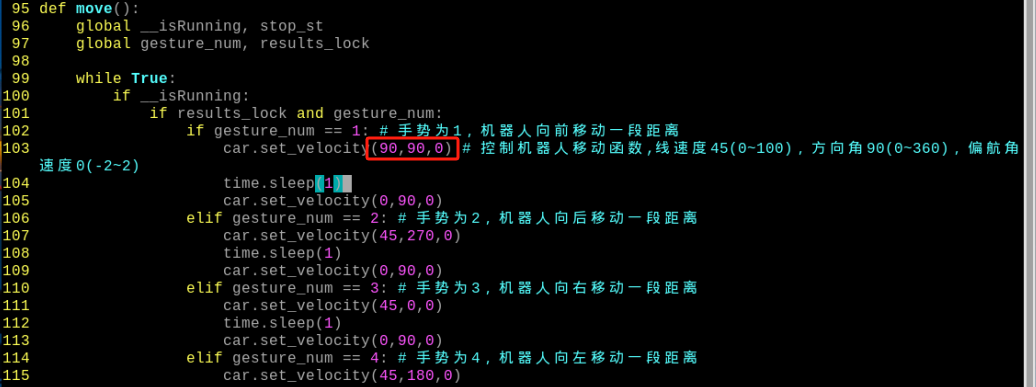 95 def move():
96     global __isRunning, stop_st
97     global gesture_num, results_lock
98
99     while True:
100         if __isRunning:
101             if results_lock and gesture_num:
102                 if gesture_num == 1: # 手势为1，机器人向前移动一段距离
103                     car.set_velocity(90,90,0) # 控制机器人移动函数,线速度45(0~100)，方向角90(0~360)，偏航角
速度0(-2~2)
104                     time.sleep(1)
105                     car.set_velocity(0,90,0)
106                 elif gesture_num == 2: # 手势为2，机器人向后移动一段距离
107                     car.set_velocity(45,270,0)
108                     time.sleep(1)
109                     car.set_velocity(0,90,0)
110                 elif gesture_num == 3: # 手势为3，机器人向右移动一段距离
111                     car.set_velocity(45,0,0)
112                     time.sleep(1)
113                     car.set_velocity(0,90,0)
114                 elif gesture_num == 4: # 手势为4，机器人向左移动一段距离
115                     car.set_velocity(45,180,0)